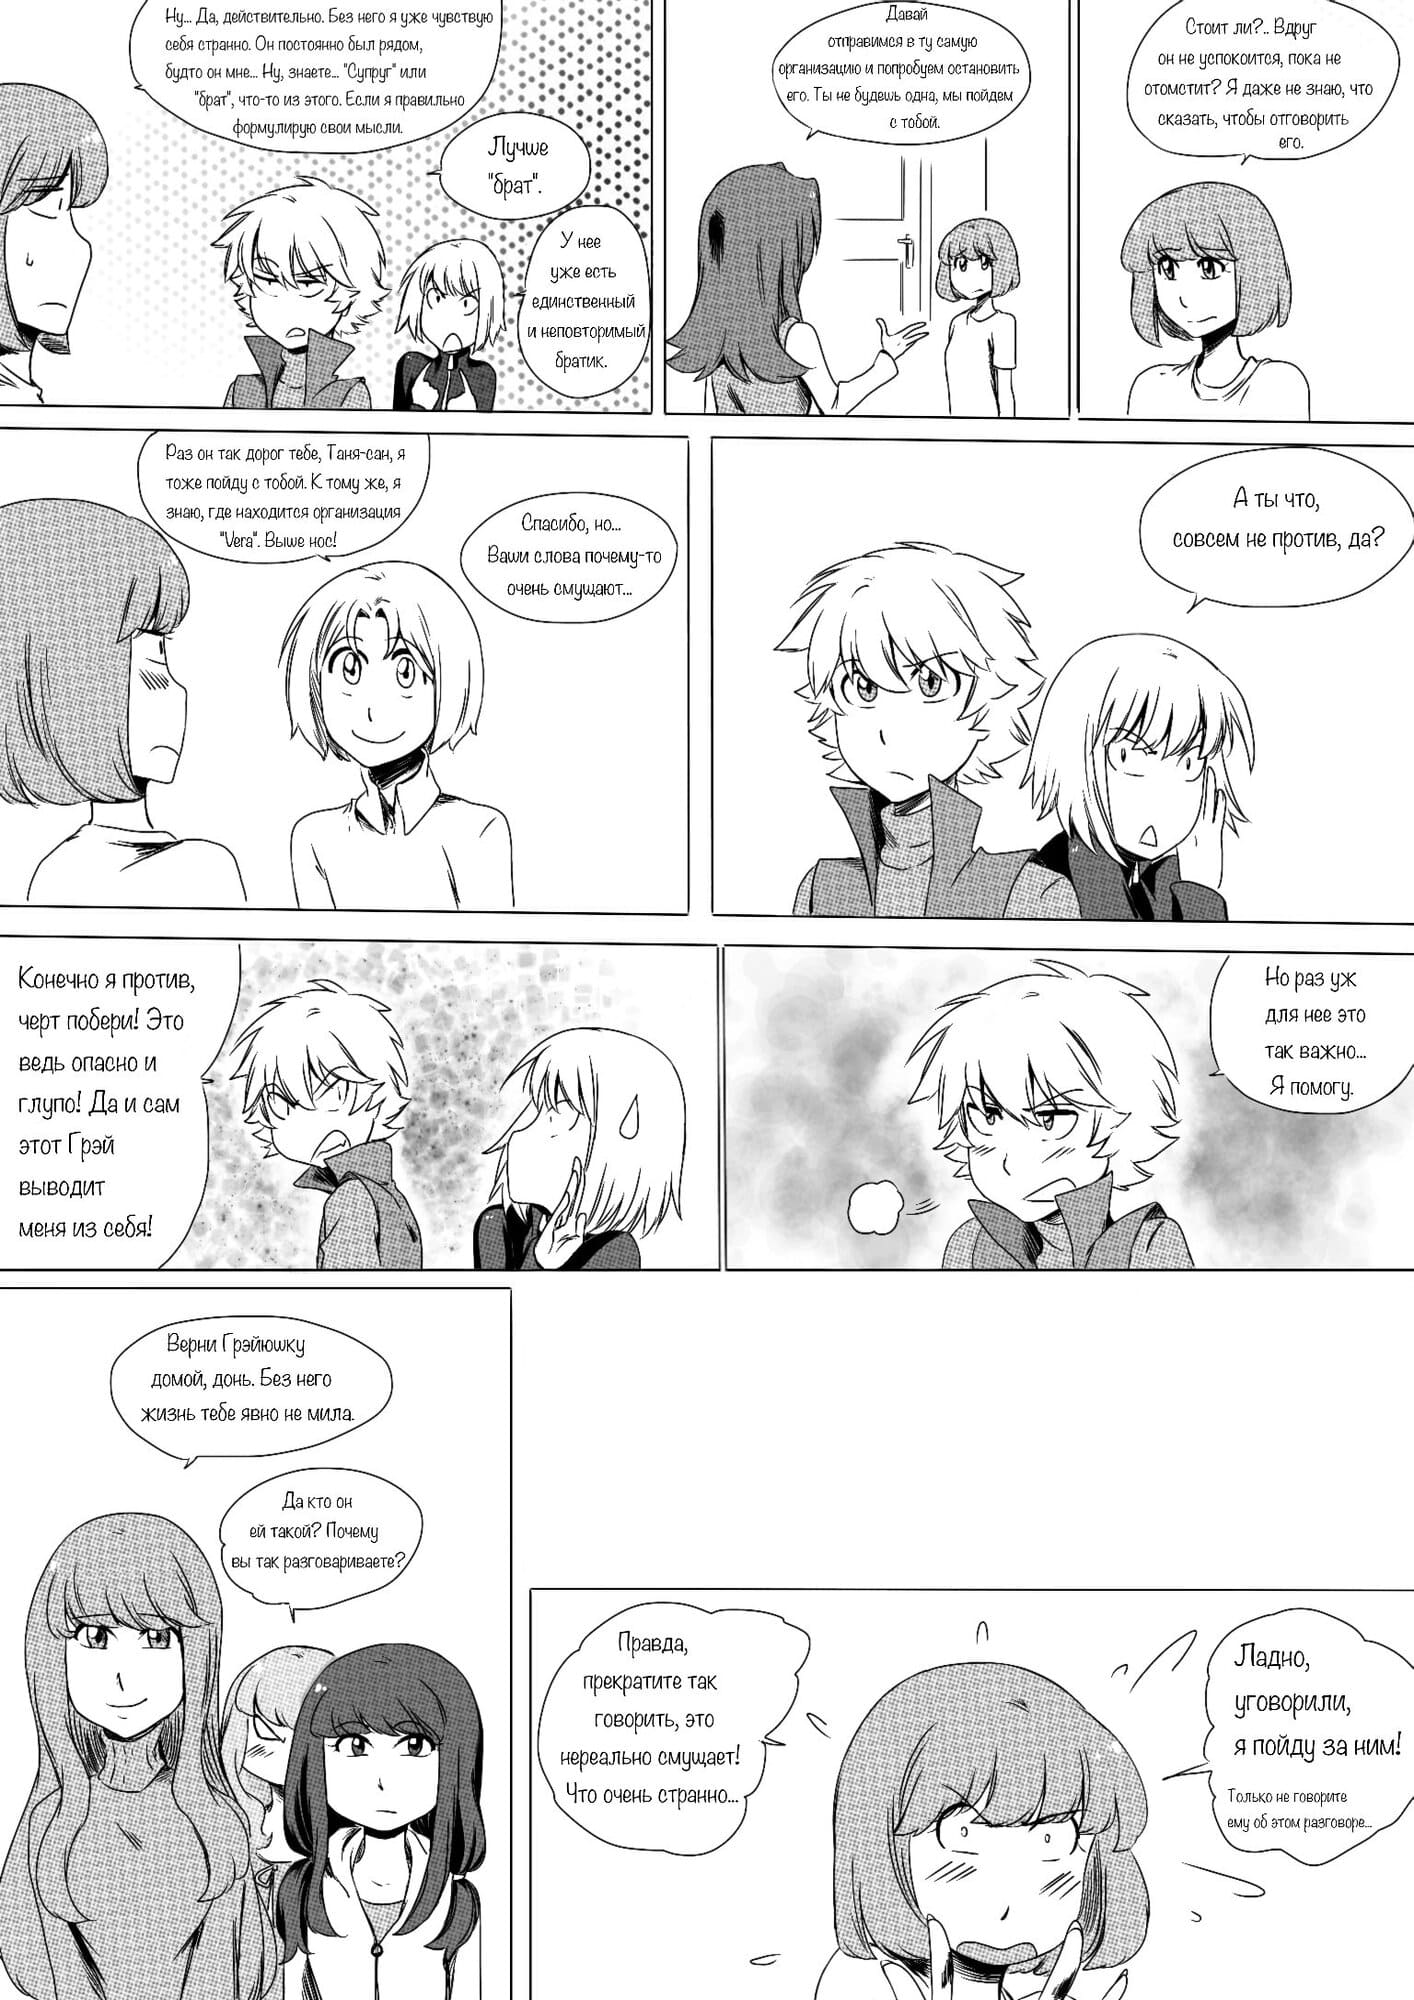 Ну... Да, действительно. Без него я уже чувствую
себя странно. Он постоянно был рядом,
будто он мне... Ну, знаете... "Супруг" или
"брат", что-то из этого. Если я правильно
формулирую свои мысли.
Лучше
"брат".
У нее
уже есть
единственный
и неповторимый
братик.
Давай
отправимся в ту самую
организацию и попробуем остановить
его. Ты не будешь одна, мы пойдем
с тобой.
Стоит ли?.. Вдруг
он не успокоится, пока не
отомстит? Я даже не знаю, что
сказать, чтобы отговорить
его.
Раз он так дорог тебе, Таня-сан, я
тоже пойду с тобой. К тому же, я
знаю, где находится организация
"Vera". Выше нос!
Спасибо, но...
Ваши слова почему-то
очень смущают...
А ты что,
совсем не против, да?
Конечно я против,
черт побери! Это
ведь опасно и
глупо! Да и сам
этот Грэй
выводит
меня из себя!
Но раз уж
для нее это
так важно...
Я помогу.
Верни Грэйюшку
домой, донь. Без него
жизнь тебе явно не мила.
Да кто он
ей такой? Почему
вы так разговариваете?
Правда,
прекратите так
говорить, это
нереально смущает!
Что очень странно...
Ладно,
уговорили,
я пойду за ним!
Только не говорите
ему об этом разговоре...